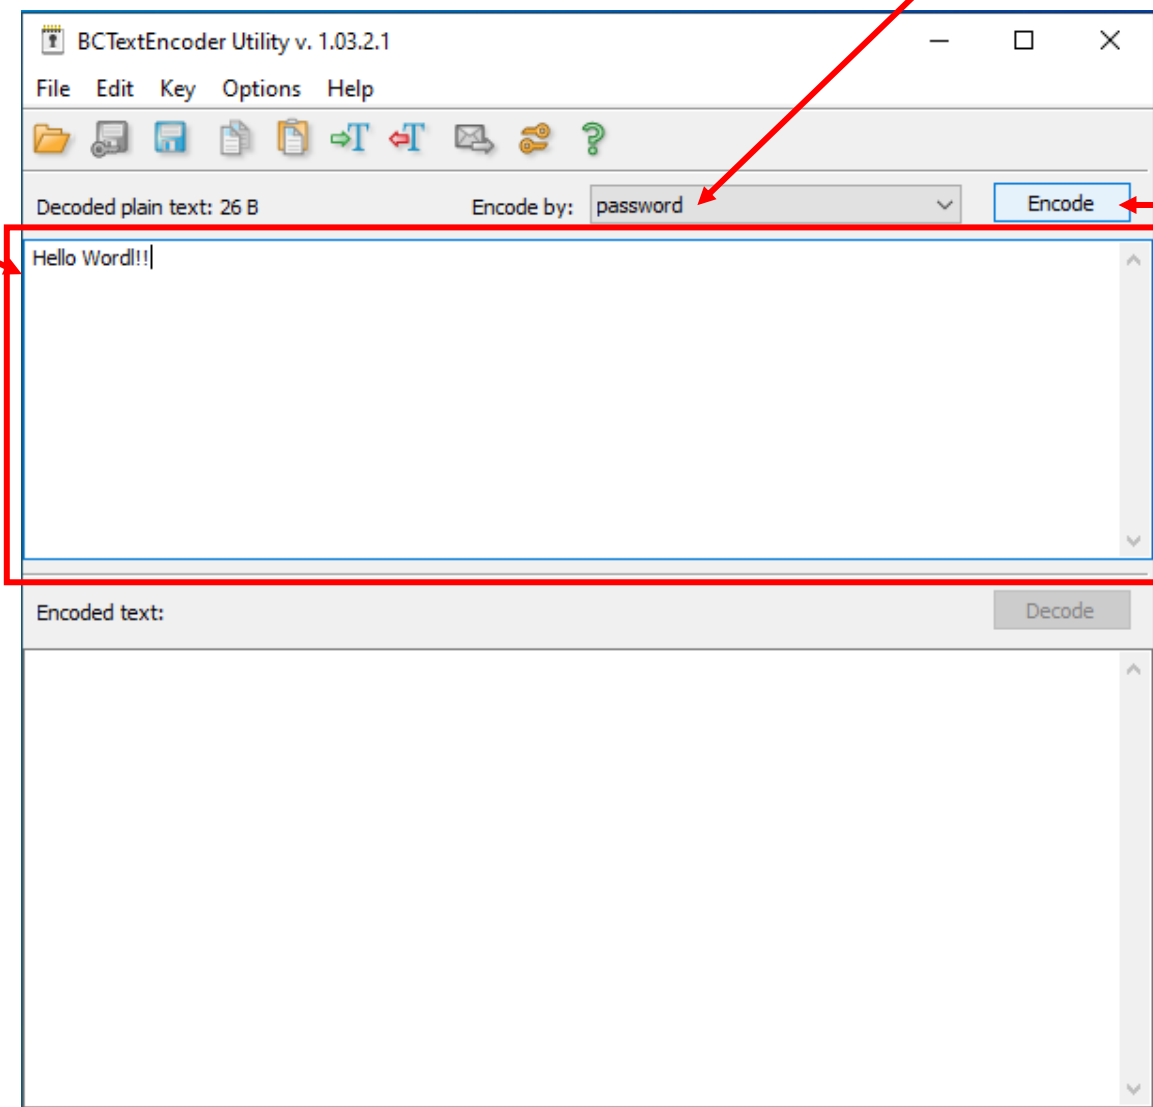 BCTextEncoder Utility v. 1.03.2.1
File Edit Key Options Help
Decoded plain text: 26 B Encode by: password Encode
Hello Wordl!!
Encoded text: Decode